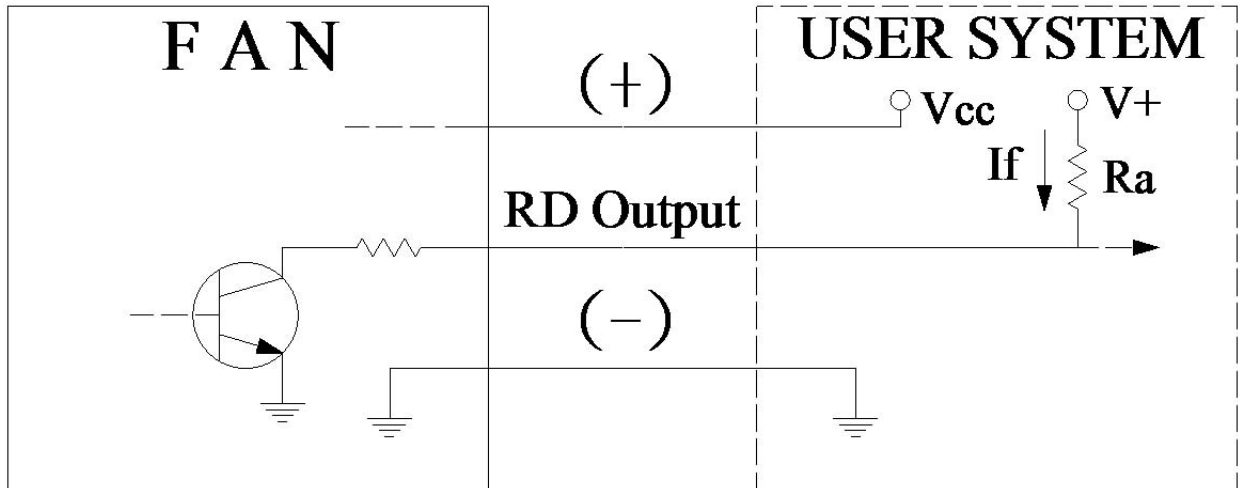 F A N
USER SYSTEM
(+)
Vcc
V+
If
Ra
RD Output
(−)